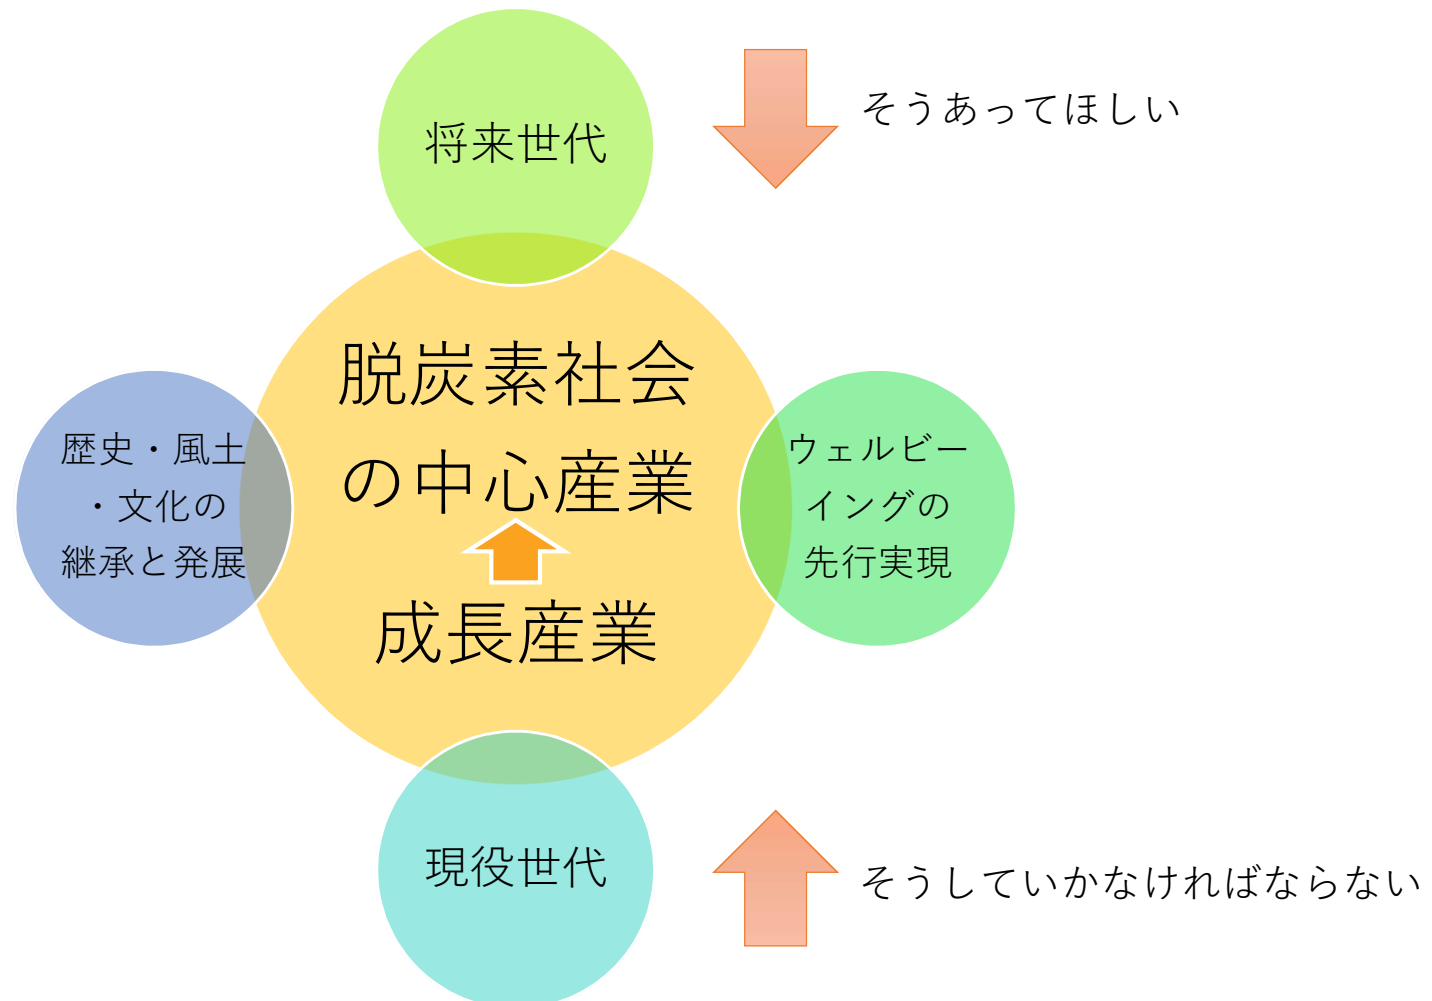 将来世代
そうあってほしい
脱炭素社会
の中心産業
成長産業
歴史・風土
・文化の
継承と発展
ウェルビー
イングの
先行実現
現役世代
そうしていかなければならない